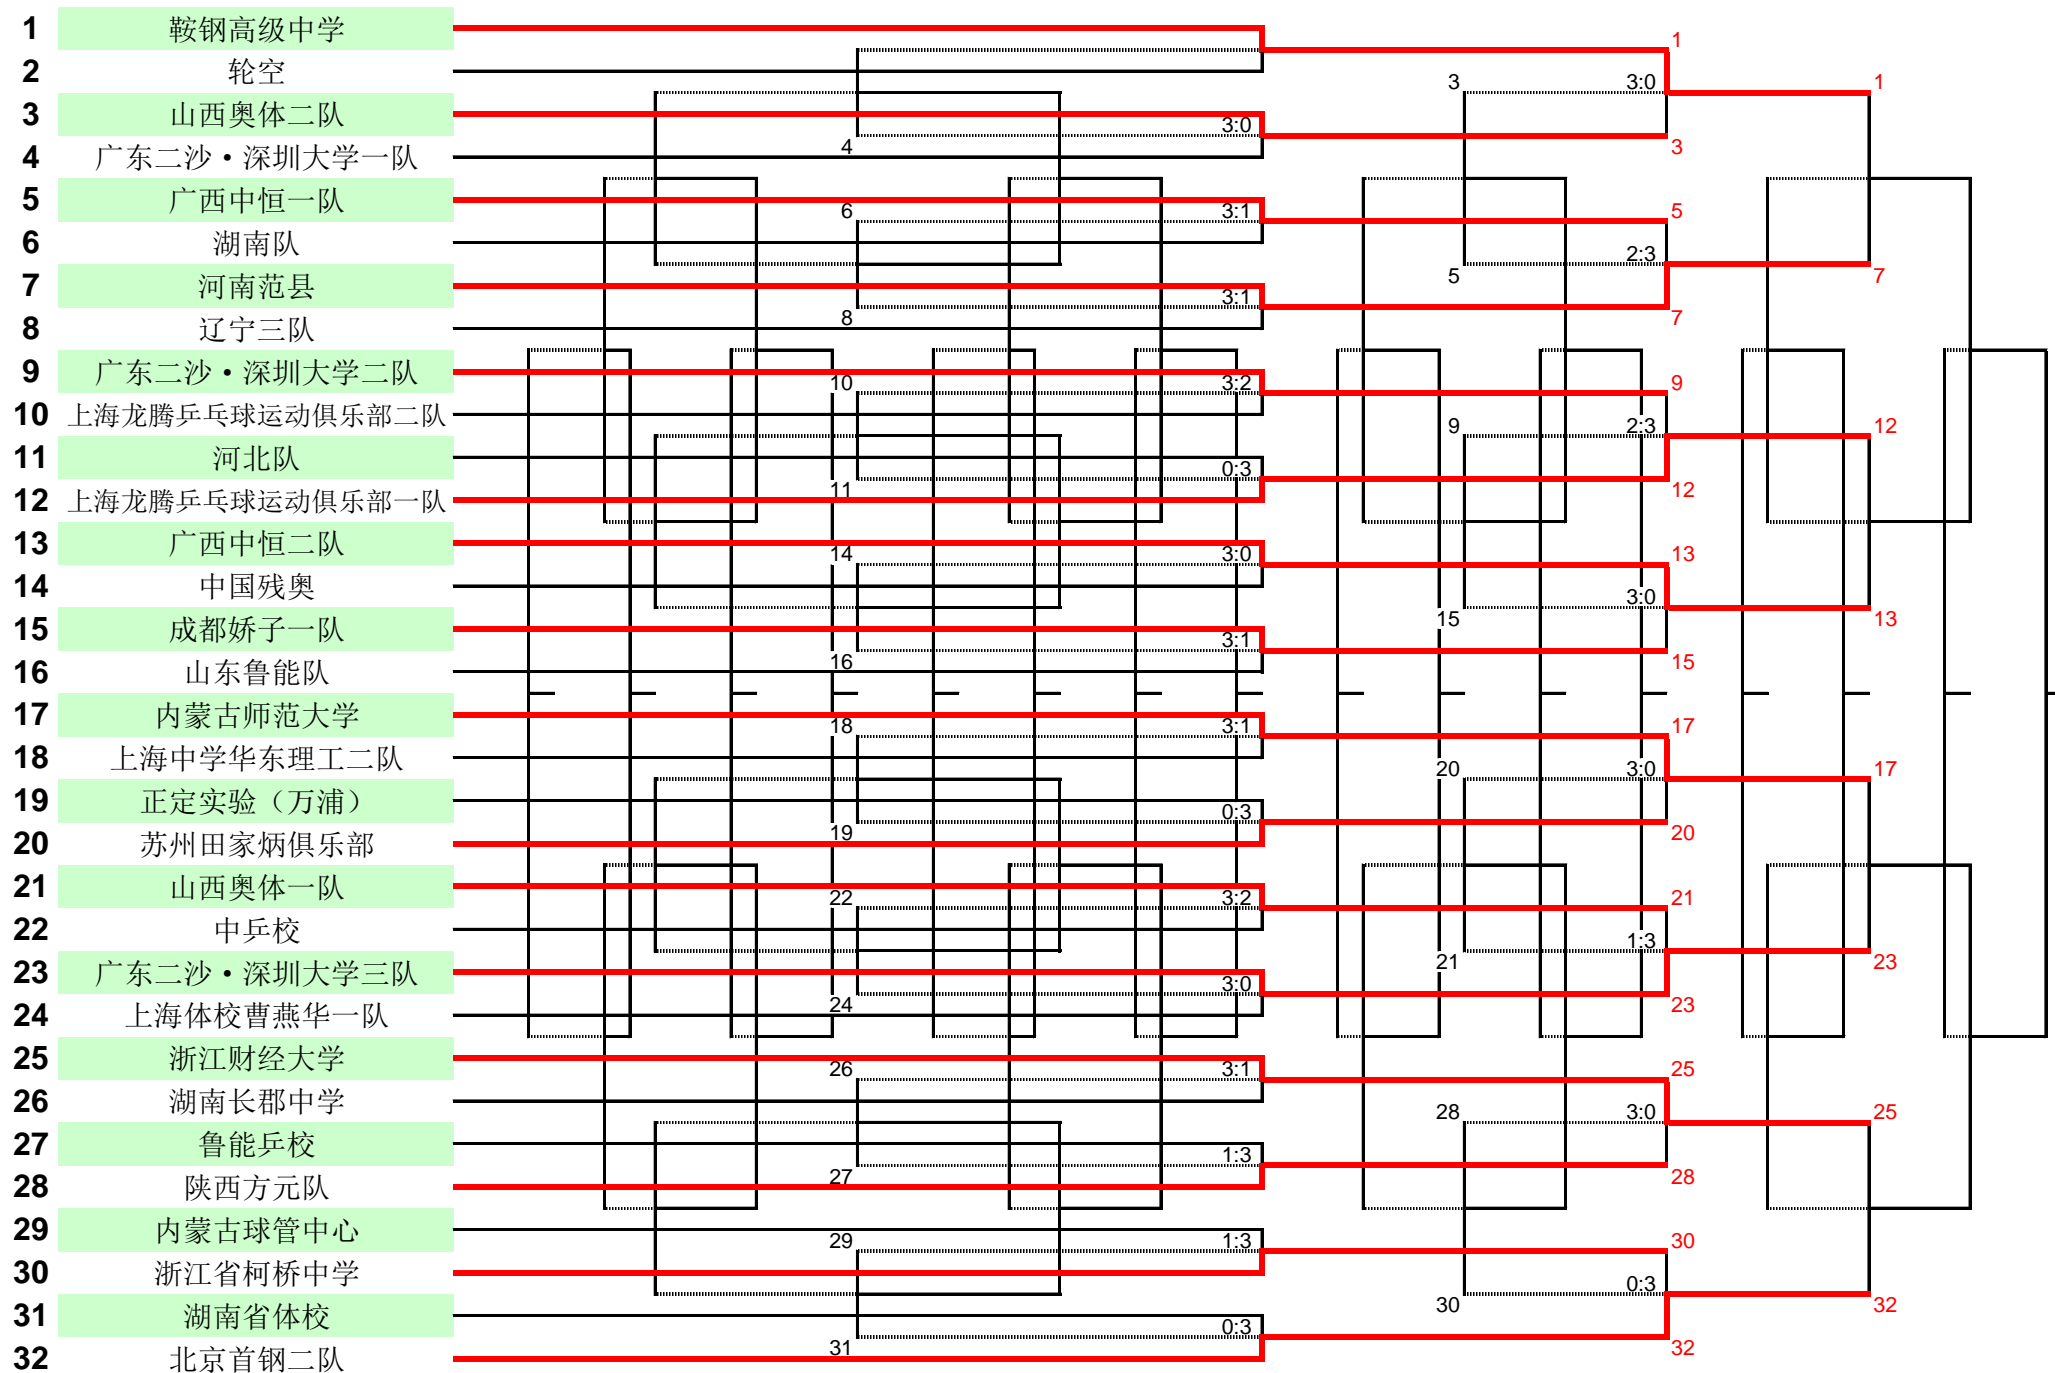 1 鞍钢高级中学
1
2 轮空
3 3:0 1
3 山西奥体二队
3:0
4 广东二沙·深圳大学一队
4 3
5 广西中恒一队
6 3:1 5
6 湖南队
2:3
7 河南范县
5 7
3:1
8 辽宁三队
8 7
9 广东二沙·深圳大学二队
10 3:2 9
10 上海龙腾乒乓球运动俱乐部二队
9 2:3 12
11 河北队
0:3
12 上海龙腾乒乓球运动俱乐部一队
11 12
13 广西中恒二队
14 3:0 13
14 中国残奥
3:0
15 成都娇子一队
15 13
3:1
16 山东鲁能队
16 15
17 内蒙古师范大学
18 3:1 17
18 上海中学华东理工二队
20 3:0 17
19 正定实验（万浦）
0:3
20 苏州田家炳俱乐部
19 20
21 山西奥体一队
22 3:2 21
22 中乒校
1:3
23 广东二沙·深圳大学三队
21 23
3:0
24 上海体校曹燕华一队
24 23
25 浙江财经大学
26 3:1 25
26 湖南长郡中学
28 3:0 25
27 鲁能乒校
1:3
28 陕西方元队
27 28
29 内蒙古球管中心
29 1:3 30
30 浙江省柯桥中学
0:3
31 湖南省体校
30 32
0:3
32 北京首钢二队
31 32